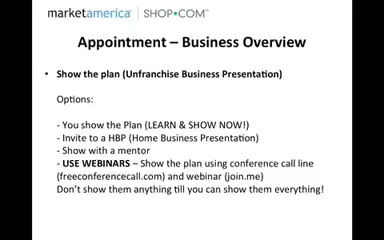 marketamerica | SHOP•COM™
Appointment – Business Overview
• Show the plan (Unfranchise Business Presentation)
Options:
- You show the Plan (LEARN & SHOW NOW!)
- Invite to a HBP (Home Business Presentation)
- Show with a mentor
- USE WEBINARS – Show the plan using conference call line
(freeconferencecall.com) and webinar (join.me)
Don't show them anything till you can show them everything!